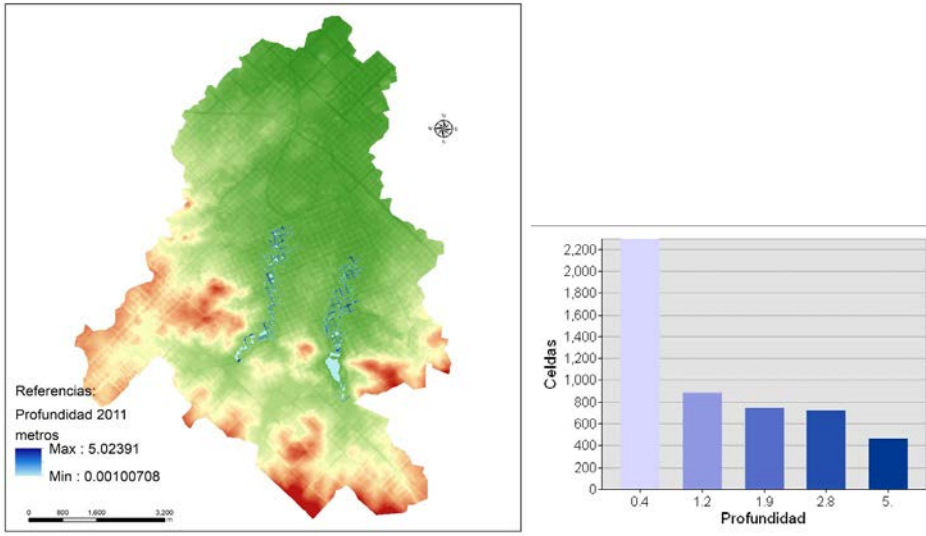 N
E
S
Referencias:
Profundidad 2011
metros
Max : 5.02391
Min : 0.00100708
0 800 1,600 3,200
m
2,200
2,000
1,800
1,600
1,400
1,200
1,000
800
600
400
200
0
Celdas
0.4 1.2 1.9 2.8 5.
Profundidad